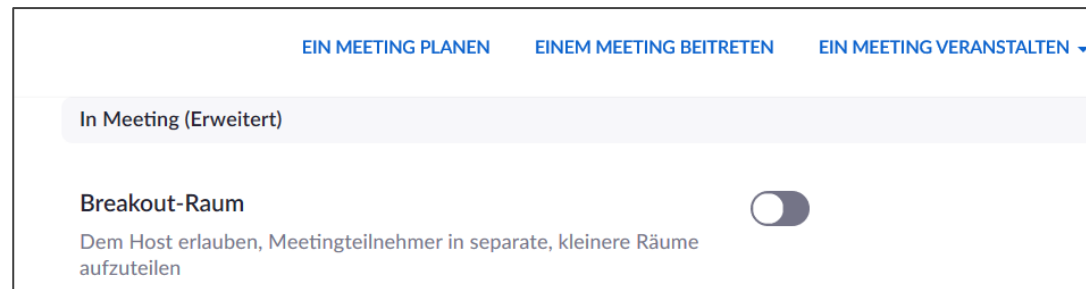 EIN MEETING PLANEN EINEM MEETING BEITRETEN EIN MEETING VERANSTALTEN
In Meeting (Erweitert)
Breakout-Raum
Dem Host erlauben, Meetingteilnehmer in separate, kleinere Räume
aufzuteilen